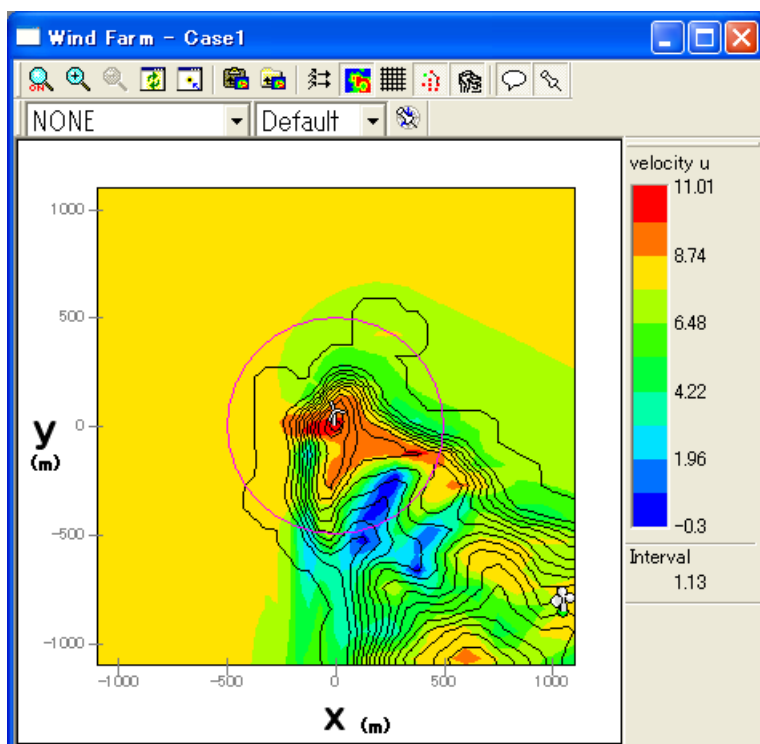 Wind Farm - Case1
ON
NONE
Default
velocity u
11.01
8.74
6.48
4.22
1.96
-0.3
Interval
1.13
1000
500
0
-500
-1000
y
(m)
-1000
-500
0
500
1000
X (m)